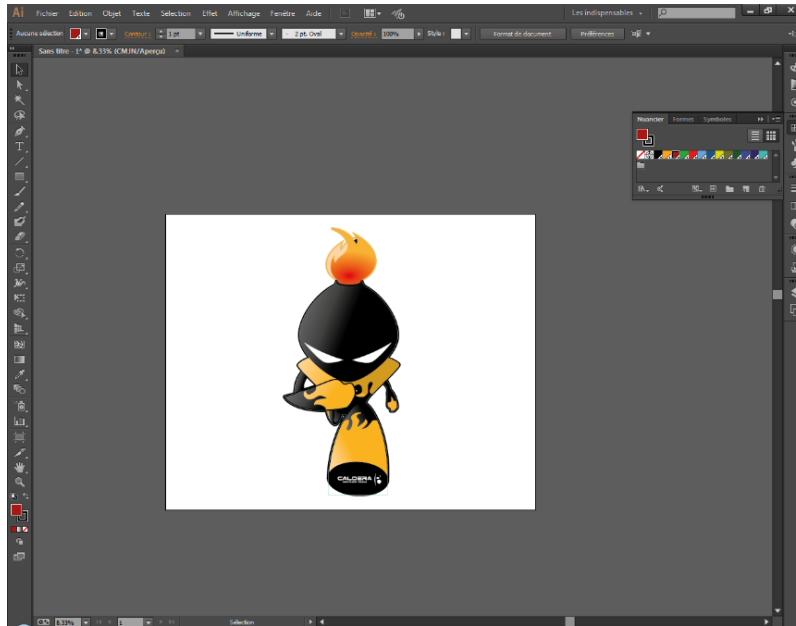 Ai Fichier Edition Objet Texte Sélection Effet Affichage Fenêtre Aide Les indispensables
Aucune sélection Contour : 1 pt Uniforme 2 pt. Oval Opacité : 100% Style : Format de document Préférences
Sans titre - 1* @ 8,33% (CMJN/Aperçu) ×
Nuancier Formes Symboles
CALDERA
8,33% 1 Sélection